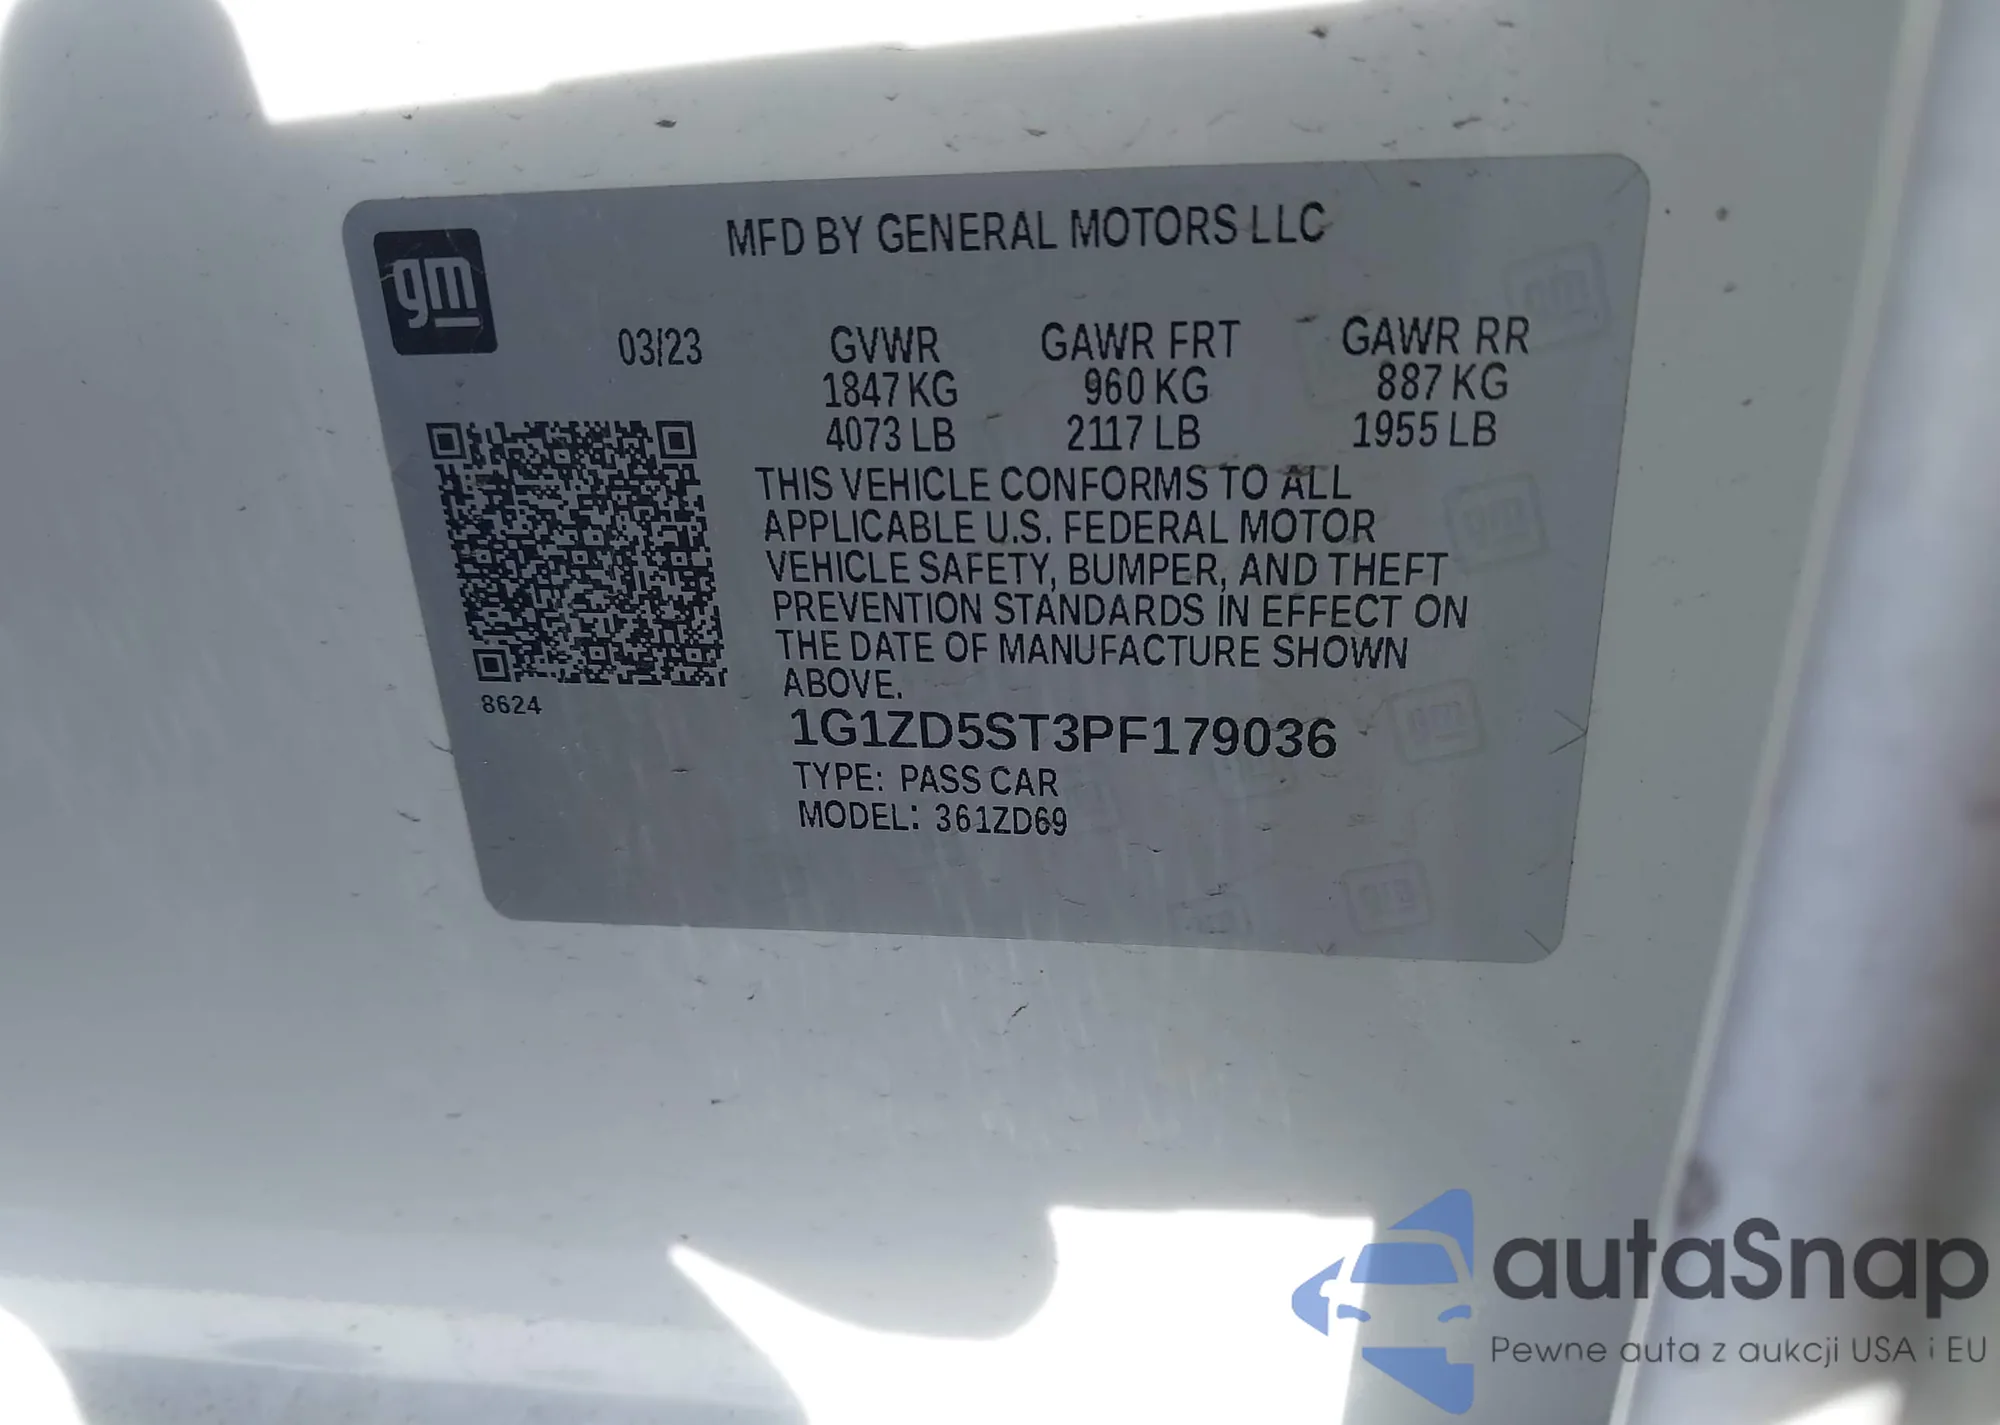 gm
MFD BY GENERAL MOTORS LLC
03/23
GVWR GAWR FRT GAWR RR
1847 KG 960 KG 887 KG
4073 LB 2117 LB 1955 LB
THIS VEHICLE CONFORMS TO ALL
APPLICABLE U.S. FEDERAL MOTOR
VEHICLE SAFETY, BUMPER, AND THEFT
PREVENTION STANDARDS IN EFFECT ON
THE DATE OF MANUFACTURE SHOWN
ABOVE.
8624
1G1ZD5ST3PF179036
TYPE: PASS CAR
MODEL: 361ZD69
autaSnap
Pewne auta z aukcji USA i EU